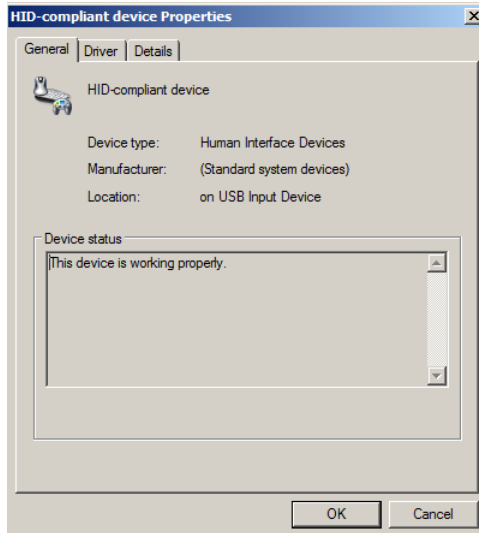 HID-compliant device Properties
General Driver Details
HID-compliant device
Device type: Human Interface Devices
Manufacturer: (Standard system devices)
Location: on USB Input Device
Device status
This device is working properly.
OK Cancel